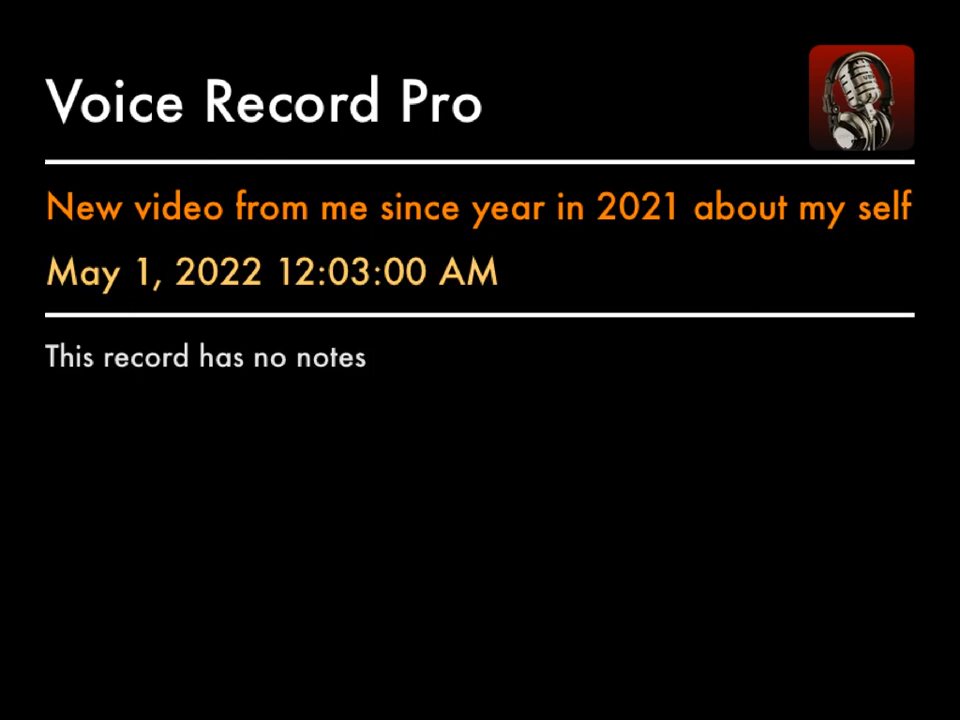 Voice Record Pro
New video from me since year in 2021 about my self
May 1, 2022 12:03:00 AM
This record has no notes